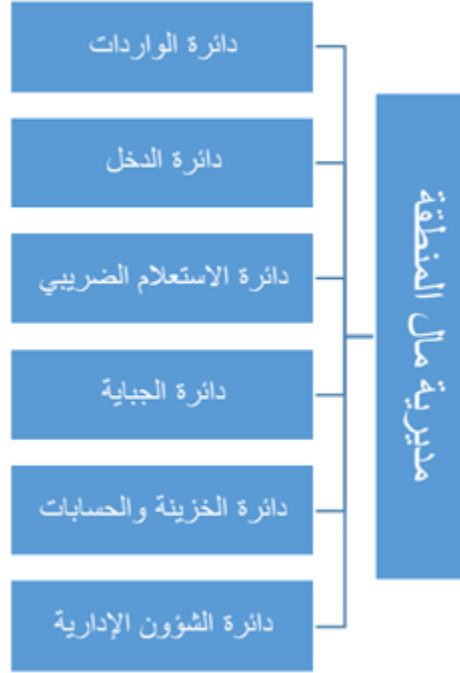 مديرية مال المنطقة
دائرة الواردات
دائرة الدخل
دائرة الاستعلام الضريبي
دائرة الجباية
دائرة الخزينة والحسابات
دائرة الشؤون الإدارية